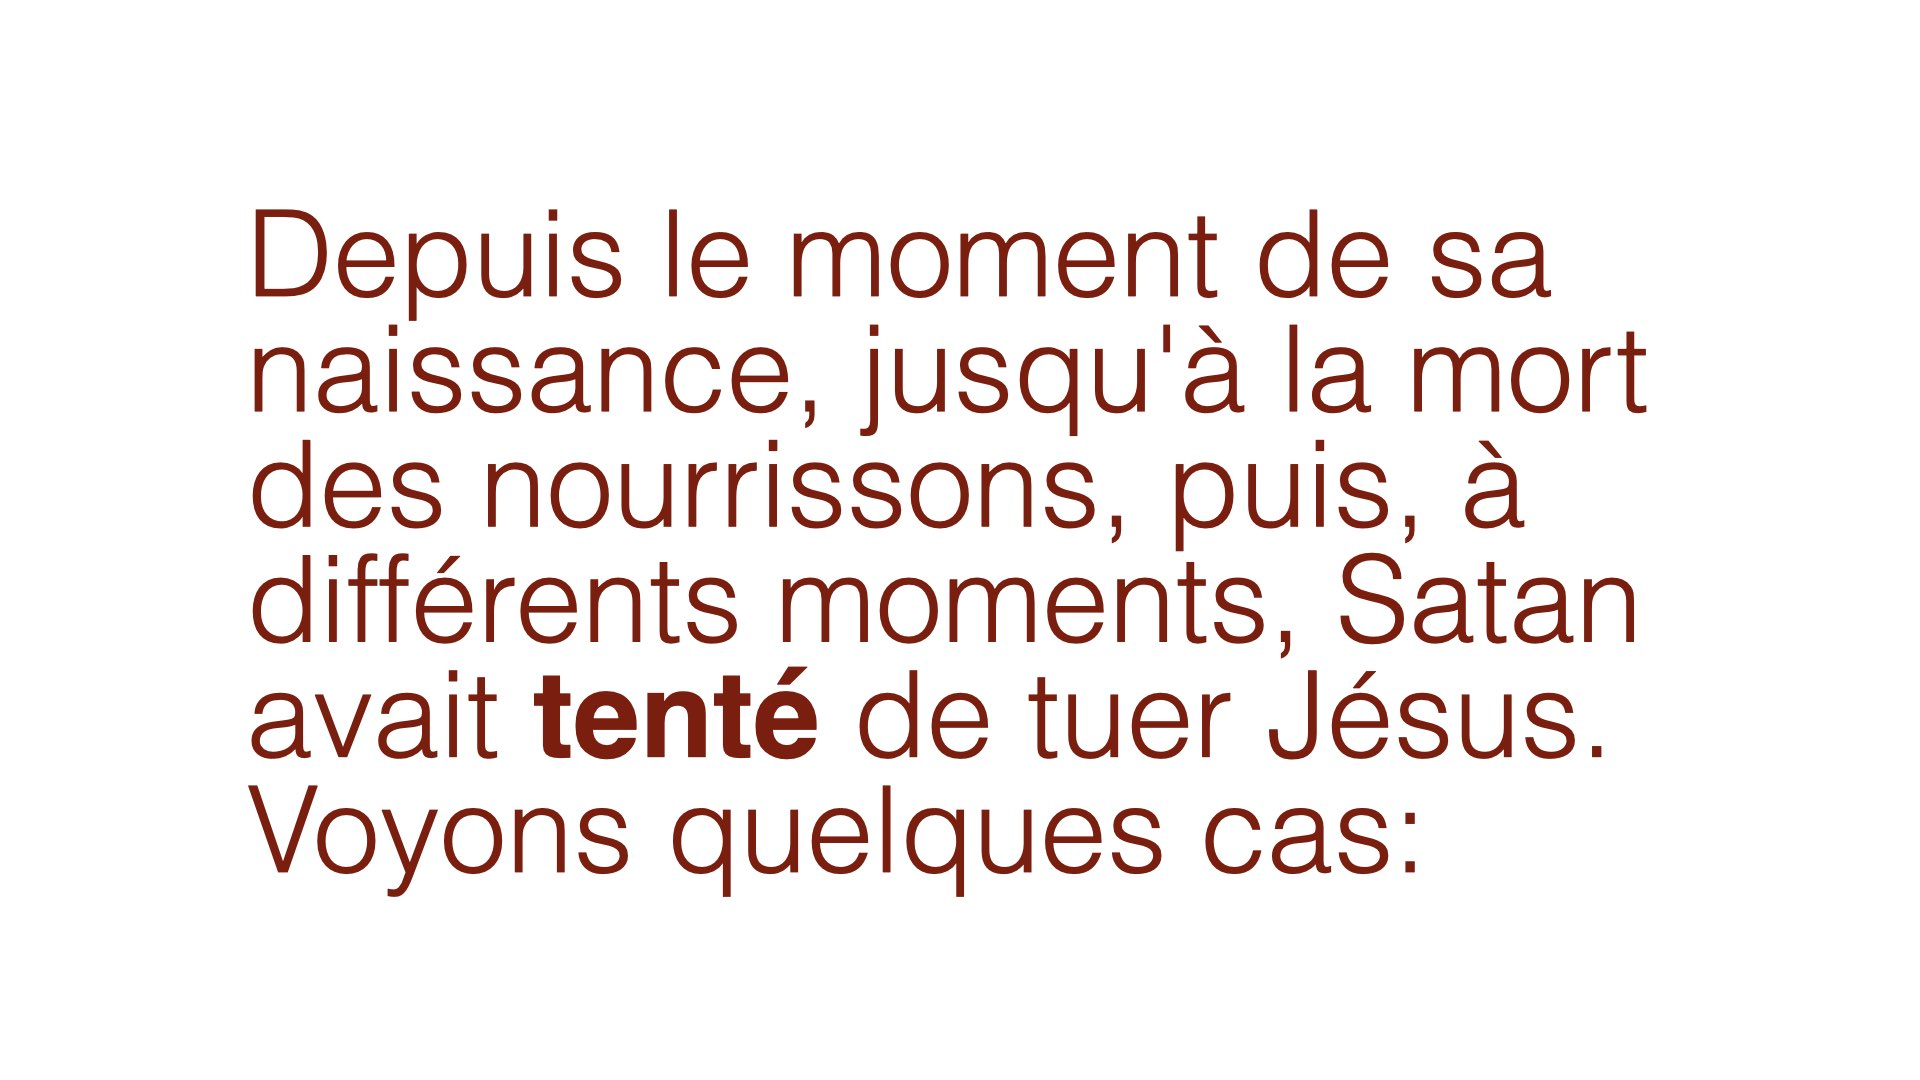 Depuis le moment de sa
naissance, jusqu'à la mort
des nourrissons, puis, à
différents moments, Satan
avait tenté de tuer Jésus.
Voyons quelques cas: